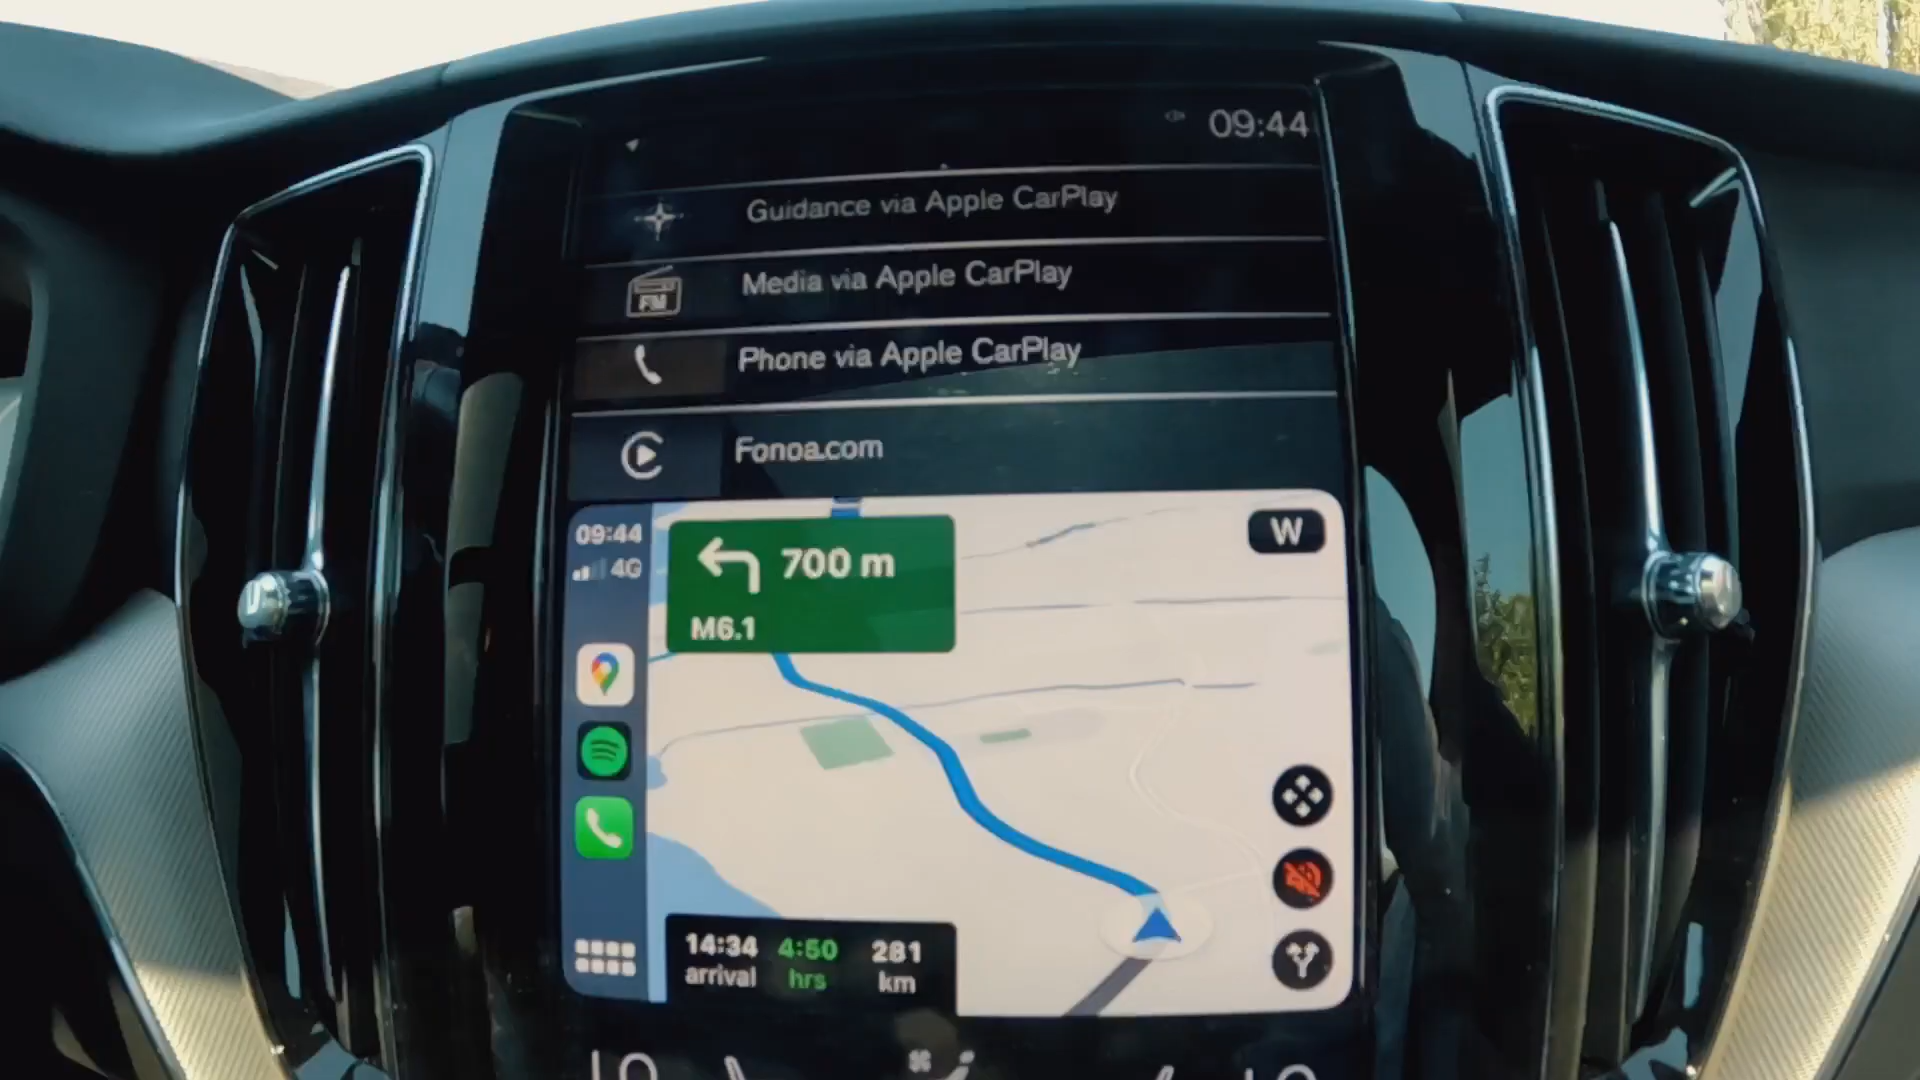 09:44
Guidance via Apple CarPlay
FM
Media via Apple CarPlay
Phone via Apple CarPlay
Fonoa.com
09:44
4G
700 m
M6.1
W
14:34 4:50 281
arrival hrs km